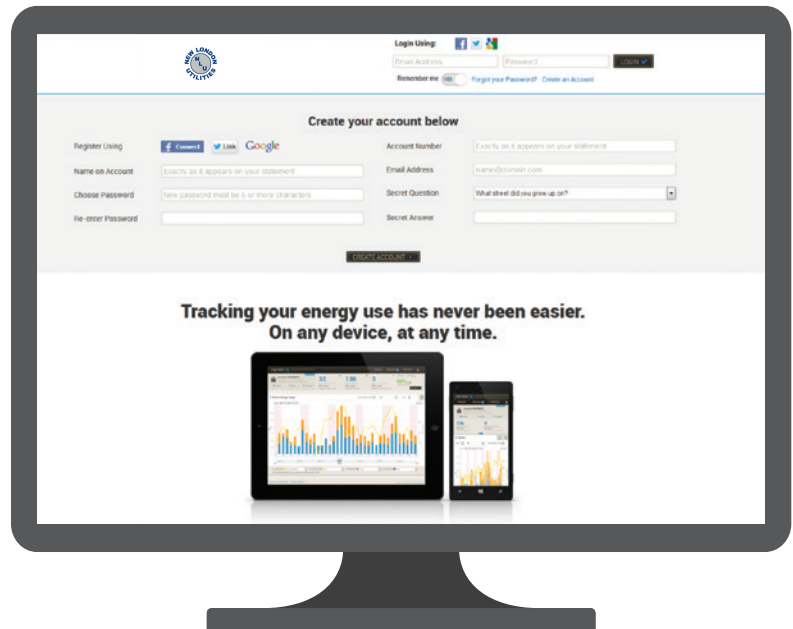 Login Using:
NEW LONDON
NLU
UTILITIES
Email Address Password LOGIN
Remember me YES Forgot your Password? Create an Account
Create your account below
Register Using Connect Link Google Account Number Exactly as it appears on your statement
Name on Account Exactly as it appears on your statement Email Address name@domain.com
Choose Password New password must be 6 or more characters Secret Question What street did you grow up on?
Re-enter Password Secret Answer
CREATE ACCOUNT
Tracking your energy use has never been easier.
On any device, at any time.